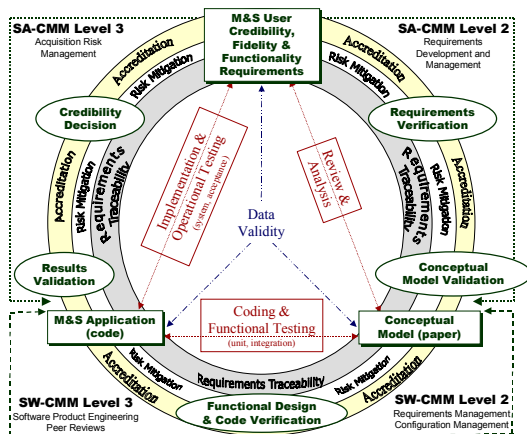 SA-CMM Level 3
Acquisition Risk
Management
M&S User
Credibility,
Fidelity &
Functionality
Requirements
SA-CMM Level 2
Requirements
Development and
Management
Accreditation
Risk Mitigation
Accreditation
Risk Mitigation
Credibility
Decision
Requirements
Verification
Requirements
Traceability
Requirements
Traceability
Accreditation
Risk Mitigation
Accreditation
Risk Mitigation
Implementation &
Operational Testing
(system, acceptance)
Review &
Analysis
Data
Validity
Results
Validation
Conceptual
Model Validation
M&S Application
(code)
Coding &
Functional Testing
(unit, integration)
Conceptual
Model (paper)
Requirements Traceability
Risk Mitigation
Risk Mitigation
Accreditation
Accreditation
Functional Design
& Code Verification
SW-CMM Level 3
Software Product Engineering
Peer Reviews
SW-CMM Level 2
Requirements Management,
Configuration Management